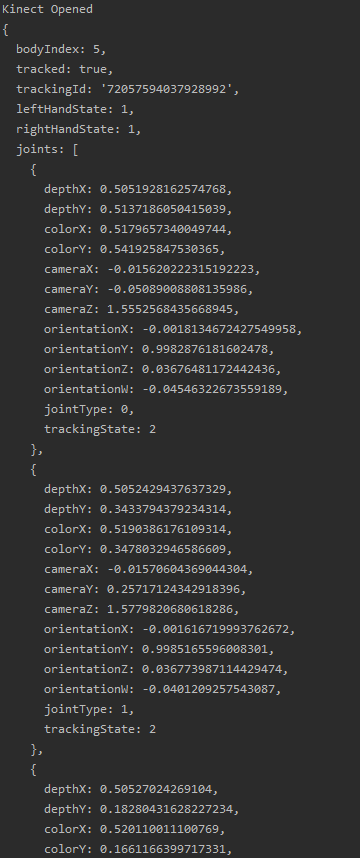 Kinect Opened
{
  bodyIndex: 5,
  tracked: true,
  trackingId: '72057594037928992',
  leftHandState: 1,
  rightHandState: 1,
  joints: [
    {
      depthX: 0.5051928162574768,
      depthY: 0.5137186050415039,
      colorX: 0.5179657340049744,
      colorY: 0.541925847530365,
      cameraX: -0.015620222315192223,
      cameraY: -0.05089008808135986,
      cameraZ: 1.5552568435668945,
      orientationX: -0.0018134672427549958,
      orientationY: 0.9982876181602478,
      orientationZ: 0.03676481172442436,
      orientationW: -0.04546322673559189,
      jointType: 0,
      trackingState: 2
    },
    {
      depthX: 0.5052429437637329,
      depthY: 0.3433794379234314,
      colorX: 0.5190386176109314,
      colorY: 0.3478032946586609,
      cameraX: -0.01570604369044304,
      cameraY: 0.25717124342918396,
      cameraZ: 1.5779820680618286,
      orientationX: -0.001616719993762672,
      orientationY: 0.9985165596008301,
      orientationZ: 0.036773987114429474,
      orientationW: -0.0401209257543087,
      jointType: 1,
      trackingState: 2
    },
    {
      depthX: 0.50527024269104,
      depthY: 0.18280431628227234,
      colorX: 0.520110011100769,
      colorY: 0.1661166399717331,